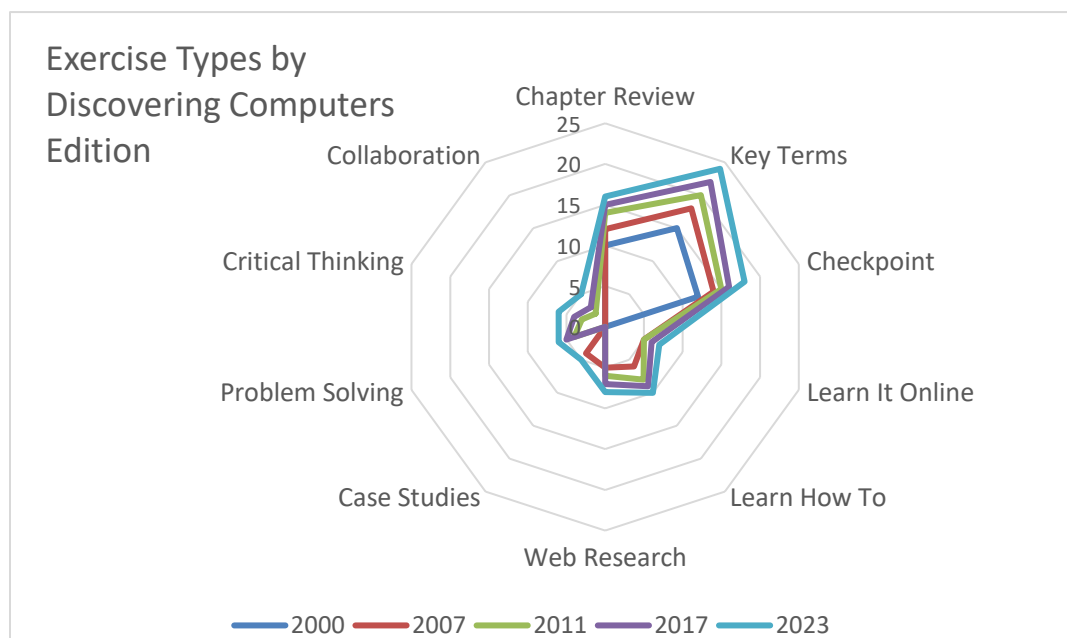 Exercise Types by
Discovering Computers
Edition
Chapter Review
Key Terms
Checkpoint
Learn It Online
Learn How To
Web Research
Case Studies
Problem Solving
Critical Thinking
Collaboration
25
20
15
10
5
0
2000 2007 2011 2017 2023